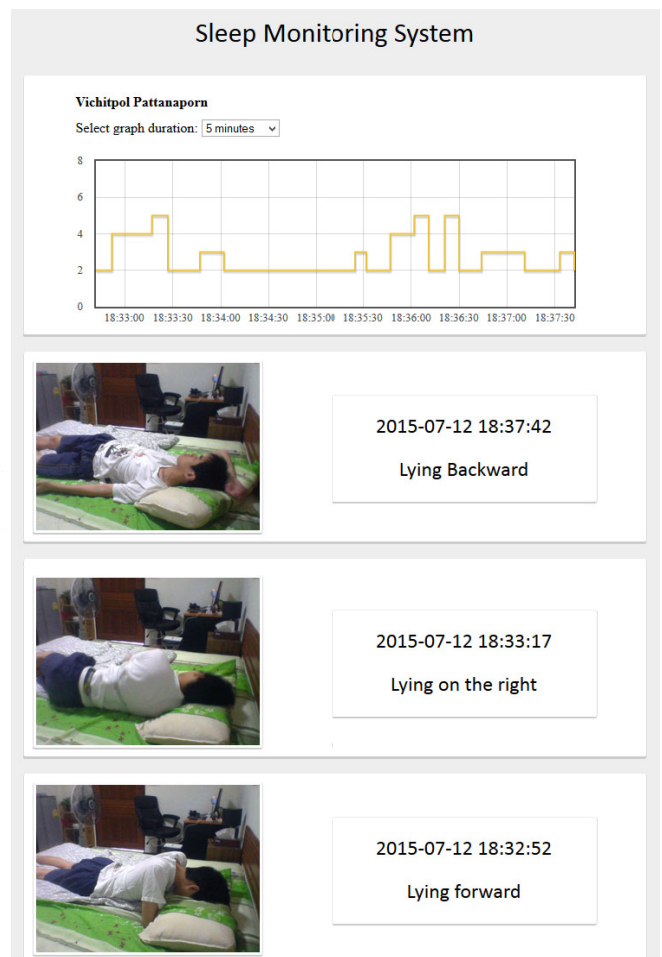 Sleep Monitoring System
Vichitpol Pattanaporn
Select graph duration: 5 minutes
8
6
4
2
0
18:33:00 18:33:30 18:34:00 18:34:30 18:35:00 18:35:30 18:36:00 18:36:30 18:37:00 18:37:30
2015-07-12 18:37:42
Lying Backward
2015-07-12 18:33:17
Lying on the right
2015-07-12 18:32:52
Lying forward